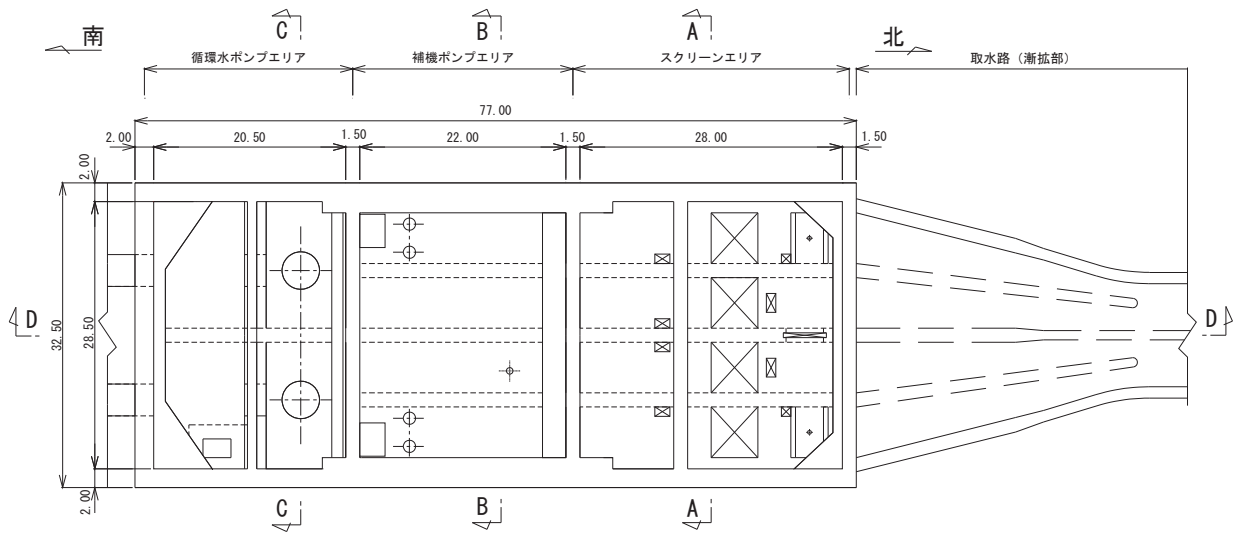 C
B
A
南
北
循環水ポンプエリア
補機ポンプエリア
スクリーンエリア
取水路（漸拡部）
77.00
2.00
20.50
1.50
22.00
1.50
28.00
1.50
2.00
32.50
28.50
2.00
D
D
C
B
A